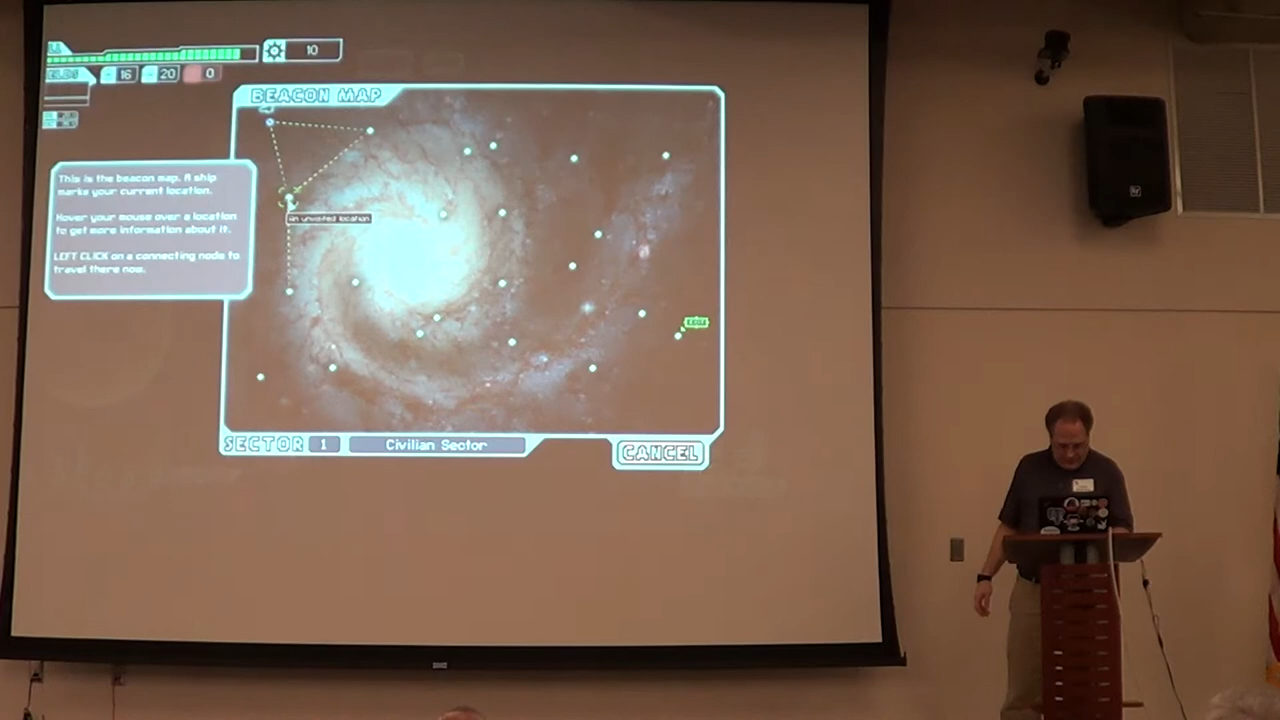 10
16 20 0
BEACON MAP
This is the beacon map. A ship
marks your current location.
Hover your mouse over a location
to get more information about it.
LEFT CLICK on a connecting node to
travel there now.
An unvisited location
EXIT
SECTOR 1 Civilian Sector
CANCEL